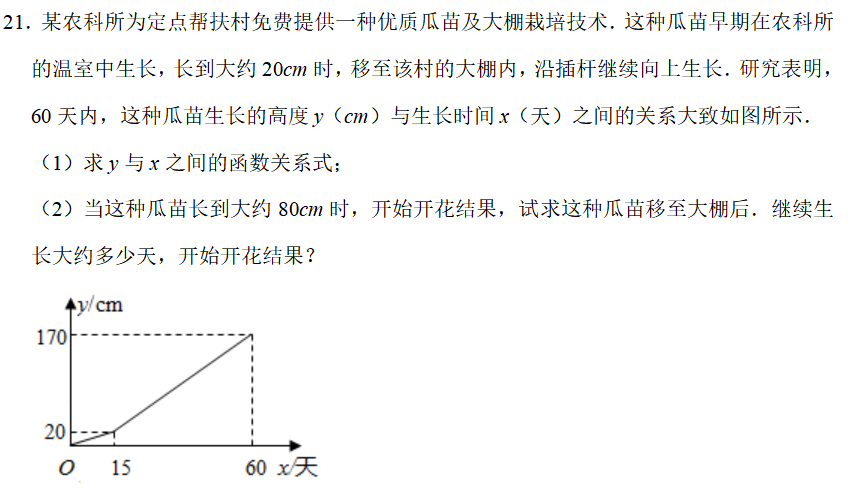 21．某农科所为定点帮扶村免费提供一种优质瓜苗及大棚栽培技术．这种瓜苗早期在农科所
的温室中生长，长到大约 20cm 时，移至该村的大棚内，沿插杆继续向上生长．研究表明，
60 天内，这种瓜苗生长的高度 y（cm）与生长时间 x（天）之间的关系大致如图所示．
（1）求 y 与 x 之间的函数关系式；
（2）当这种瓜苗长到大约 80cm 时，开始开花结果，试求这种瓜苗移至大棚后．继续生
长大约多少天，开始开花结果？
y/cm
170
20
O 15 60 x/天